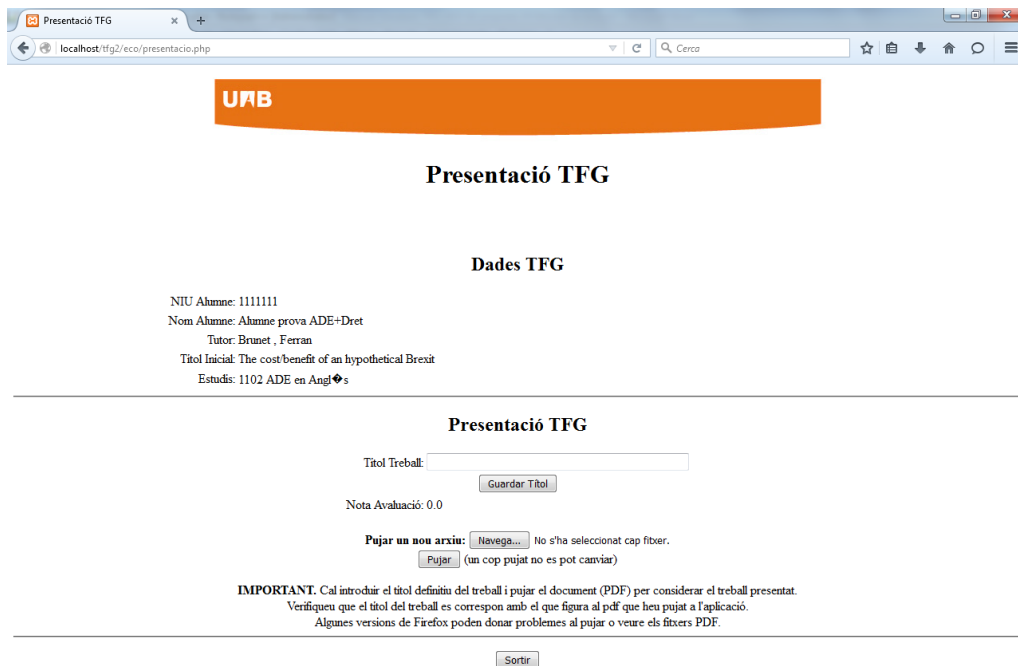 Presentació TFG
localhost/tfg2/eco/presentacio.php
Cerca
UAB
Presentació TFG
Dades TFG
NIU Alumne: 1111111
Nom Alumne: Alumne prova ADE+Dret
Tutor: Brunet , Ferran
Titol Inicial: The cost/benefit of an hypothetical Brexit
Estudis: 1102 ADE en Angl�s
Presentació TFG
Titol Treball:
Guardar Títol
Nota Avaluació: 0.0
Pujar un nou arxiu: Navega... No s'ha seleccionat cap fitxer.
Pujar (un cop pujat no es pot canviar)
IMPORTANT. Cal introduir el títol definitiu del treball i pujar el document (PDF) per considerar el treball presentat.
Verifiqueu que el titol del treball es correspon amb el que figura al pdf que heu pujat a l'aplicació.
Algunes versions de Firefox poden donar problemes al pujar o veure els fitxers PDF.
Sortir